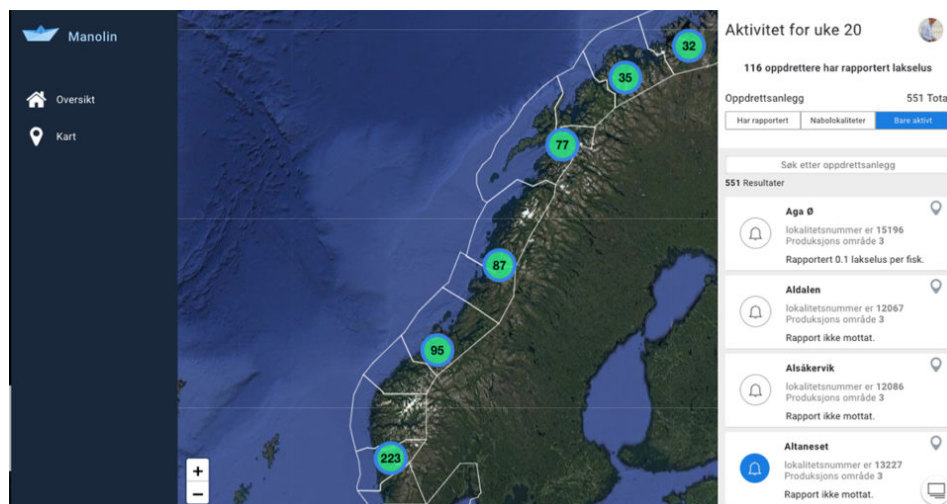 Manolin
Oversikt
Kart
32
35
77
87
95
223
+
−
Aktivitet for uke 20
116 oppdrettere har rapportert lakselus
Oppdrettsanlegg 551 Tota
Har rapportert Nabolokaliteter Bare aktivt
Søk etter oppdrettsanlegg
551 Resultater
Aga Ø
lokalitetsnummer er 15196
Produksjons område 3
Rapportert 0.1 lakselus per fisk.
Aldalen
lokalitetsnummer er 12067
Produksjons område 3
Rapport ikke mottat.
Alsåkervik
lokalitetsnummer er 12086
Produksjons område 3
Rapport ikke mottat.
Altaneset
lokalitetsnummer er 13227
Produksjons område 3
Rapport ikke mottat.